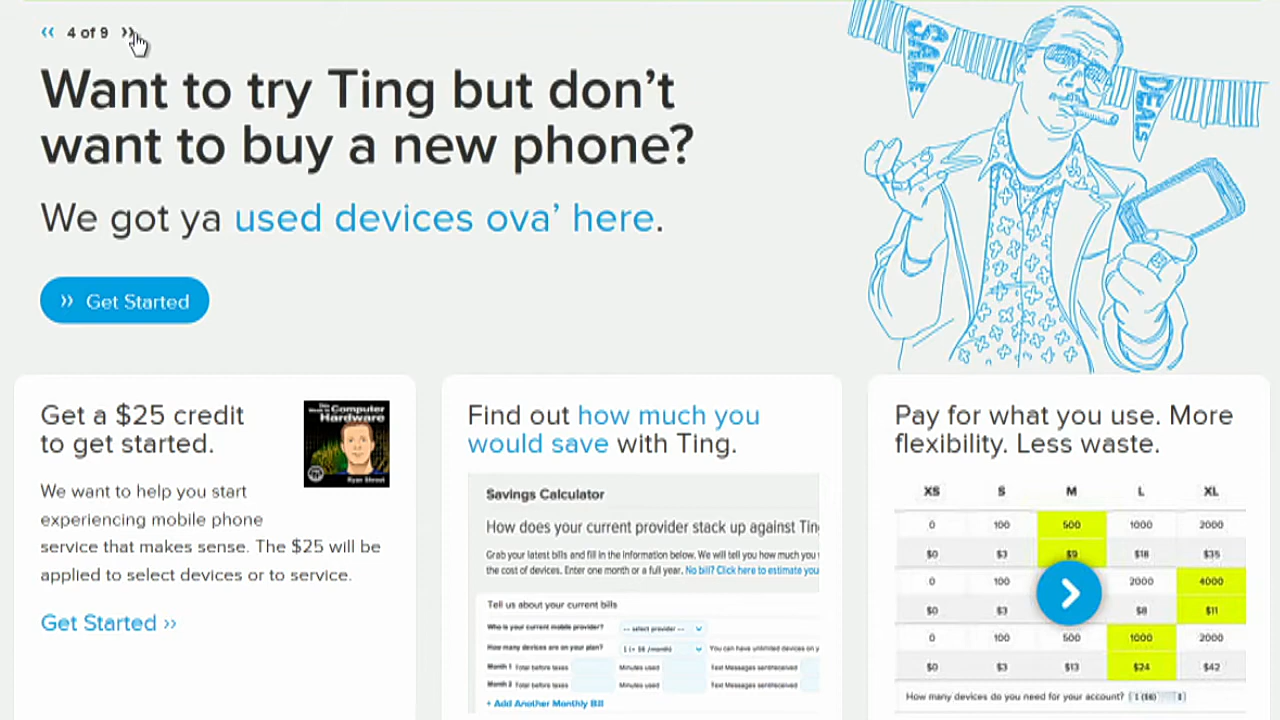 « 4 of 9 »
Want to try Ting but don't
want to buy a new phone?
We got ya used devices ova' here.
SALE
DEALS
» Get Started
Get a $25 credit
to get started.
Computer
Hardware
Ryan Shrout
We want to help you start
experiencing mobile phone
service that makes sense. The $25 will be
applied to select devices or to service.
Get Started »
Find out how much you
would save with Ting.
Savings Calculator
How does your current provider stack up against Tin
Grab your latest bills and fill in the information below. We will tell you how much you
the cost of devices. Enter one month or a full year. No bill? Click here to estimate you
Tell us about your current bills
Who is your current mobile provider? -- select provider --
How many devices are on your plan? 1 (+ $6 /month) You can have unlimited devices on y
Month 1 Total before taxes Minutes used Text Messages sent/received
Month 2 Total before taxes Minutes used Text Messages sent/received
+ Add Another Monthly Bill
Pay for what you use. More
flexibility. Less waste.
XS S M L XL
0 100 500 1000 2000
$0 $3 $9 $18 $35
0 100 2000 4000
$0 $3 $8 $11
0 100 500 1000 2000
$0 $3 $13 $24 $42
How many devices do you need for your account? 1 ($6)